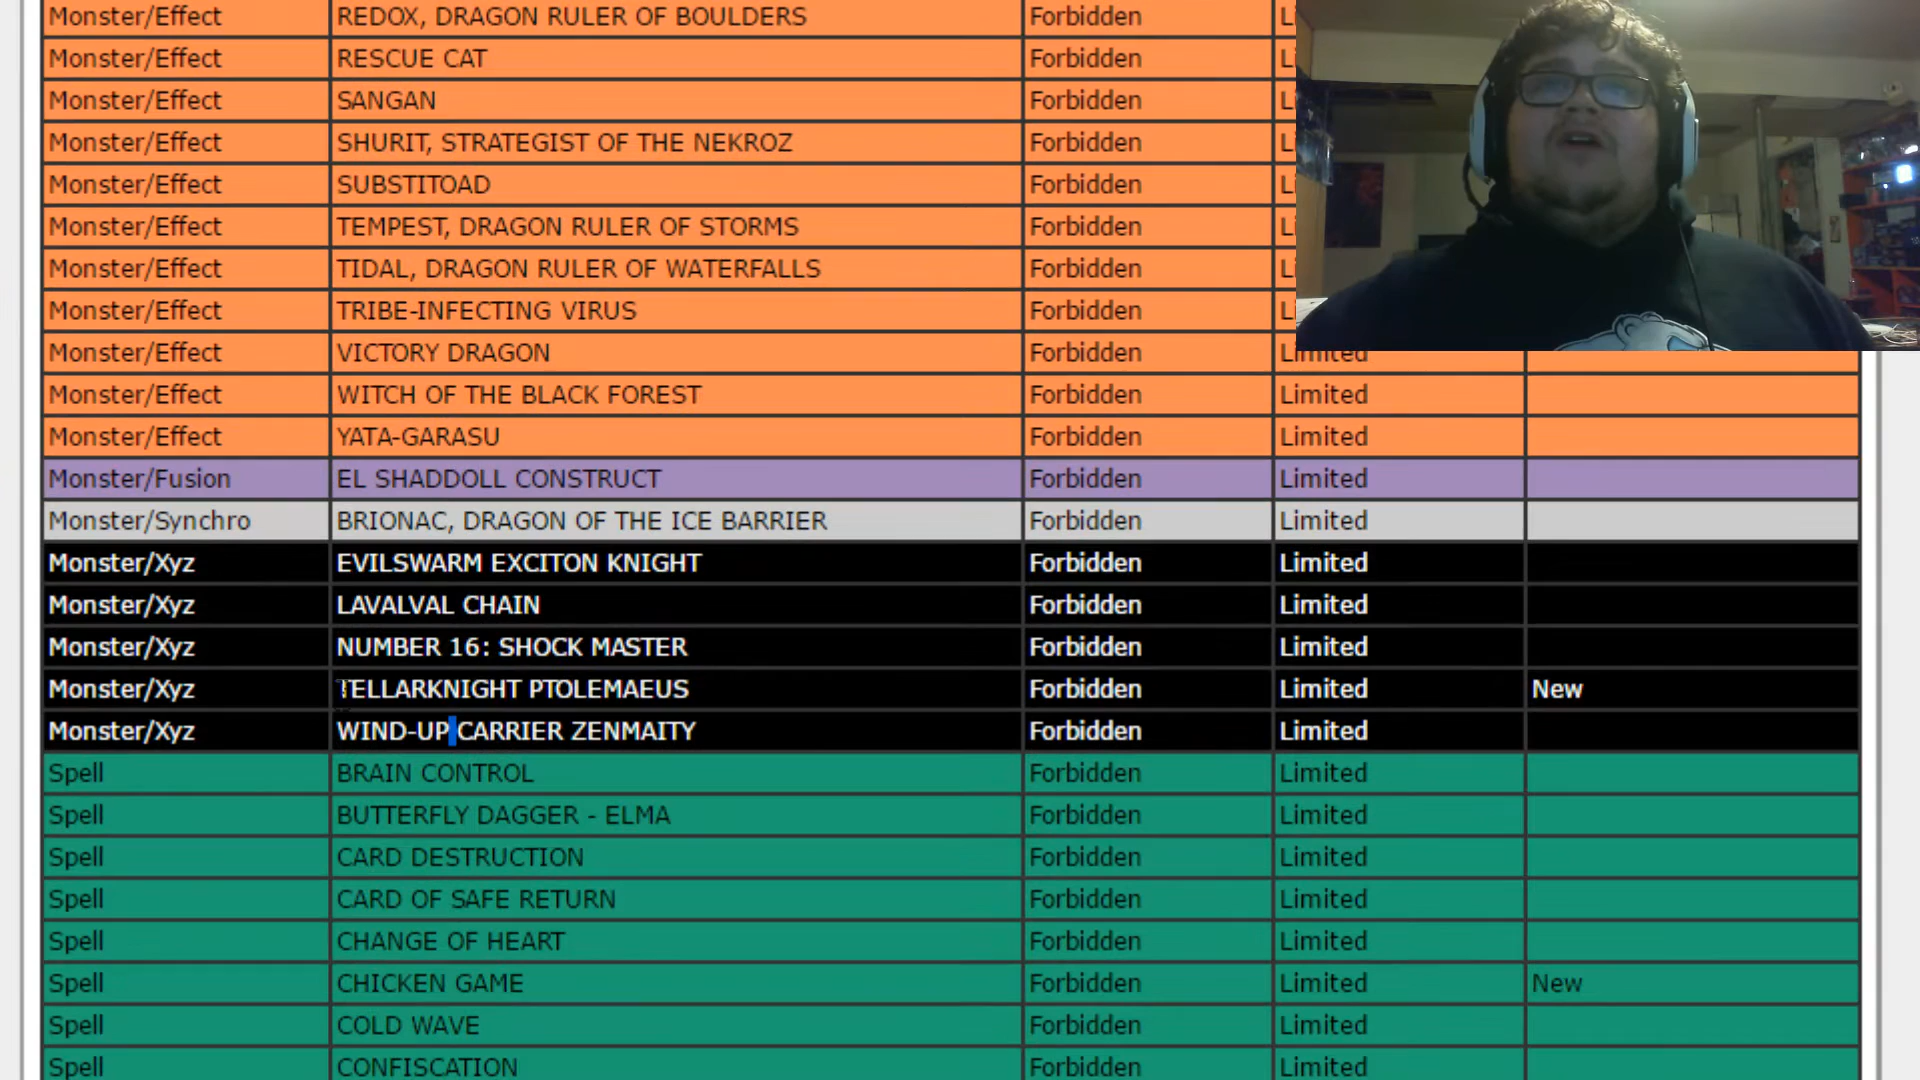 Monster/Effect REDOX, DRAGON RULER OF BOULDERS Forbidden
Monster/Effect RESCUE CAT Forbidden
Monster/Effect SANGAN Forbidden
Monster/Effect SHURIT, STRATEGIST OF THE NEKROZ Forbidden
Monster/Effect SUBSTITOAD Forbidden
Monster/Effect TEMPEST, DRAGON RULER OF STORMS Forbidden
Monster/Effect TIDAL, DRAGON RULER OF WATERFALLS Forbidden
Monster/Effect TRIBE-INFECTING VIRUS Forbidden
Monster/Effect VICTORY DRAGON Forbidden Limited
Monster/Effect WITCH OF THE BLACK FOREST Forbidden Limited
Monster/Effect YATA-GARASU Forbidden Limited
Monster/Fusion EL SHADDOLL CONSTRUCT Forbidden Limited
Monster/Synchro BRIONAC, DRAGON OF THE ICE BARRIER Forbidden Limited
Monster/Xyz EVILSWARM EXCITON KNIGHT Forbidden Limited
Monster/Xyz LAVALVAL CHAIN Forbidden Limited
Monster/Xyz NUMBER 16: SHOCK MASTER Forbidden Limited
Monster/Xyz TELLARKNIGHT PTOLEMAEUS Forbidden Limited New
Monster/Xyz WIND-UP CARRIER ZENMAITY Forbidden Limited
Spell BRAIN CONTROL Forbidden Limited
Spell BUTTERFLY DAGGER - ELMA Forbidden Limited
Spell CARD DESTRUCTION Forbidden Limited
Spell CARD OF SAFE RETURN Forbidden Limited
Spell CHANGE OF HEART Forbidden Limited
Spell CHICKEN GAME Forbidden Limited New
Spell COLD WAVE Forbidden Limited
Spell CONFISCATION Forbidden Limited